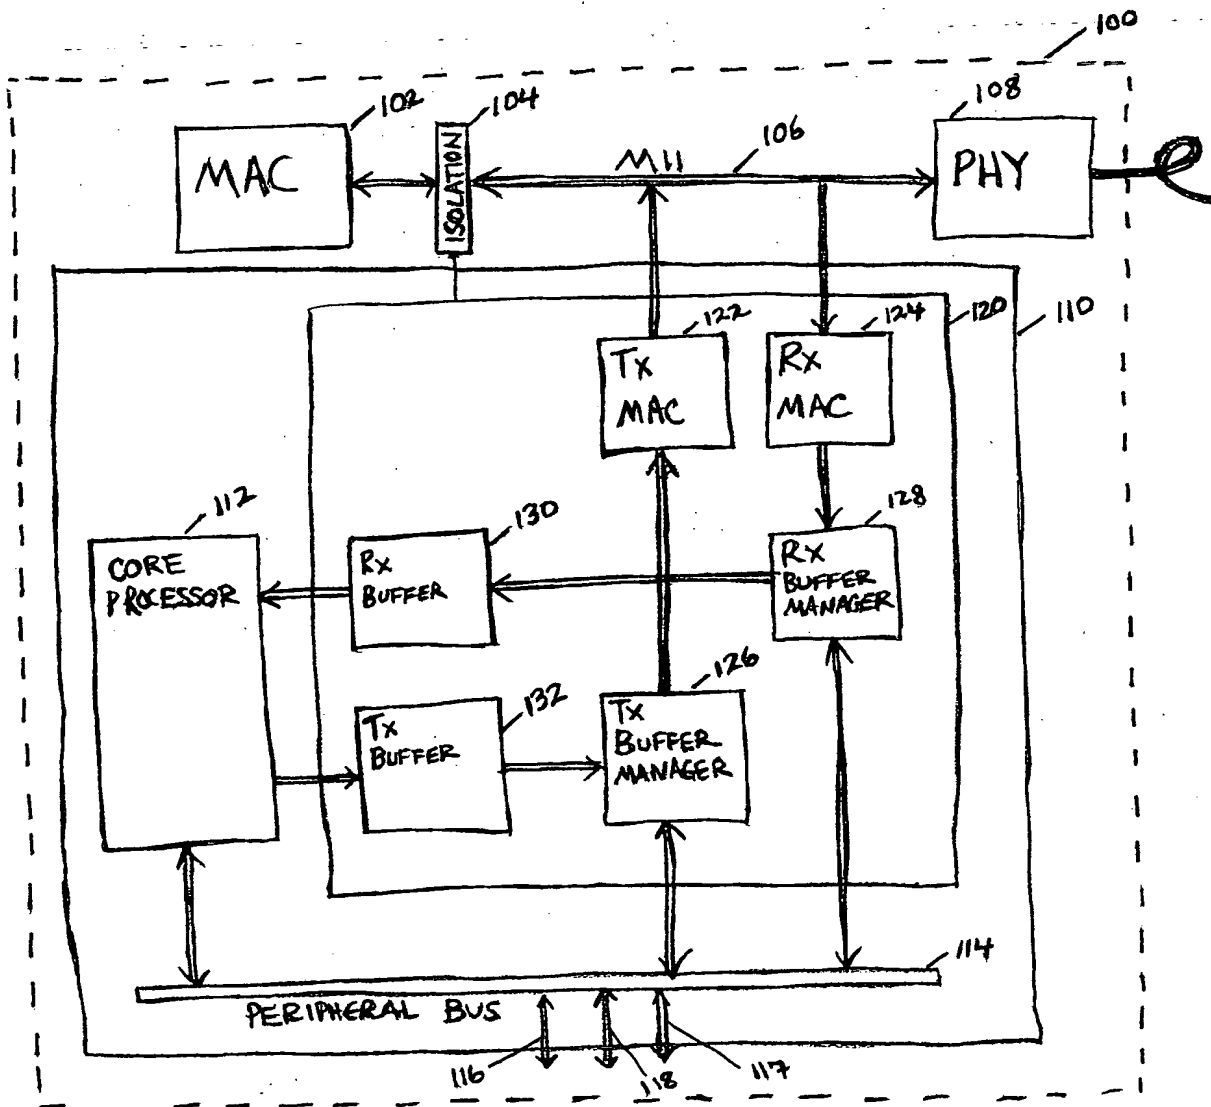 100
102
104
108
MAC
ISOLATION
MII
106
PHY
122
124
120
110
Tx
MAC
Rx
MAC
112
130
128
CORE
PROCESSOR
Rx
BUFFER
Rx
BUFFER
MANAGER
132
126
Tx
BUFFER
Tx
BUFFER
MANAGER
114
PERIPHERAL BUS
116
118
117